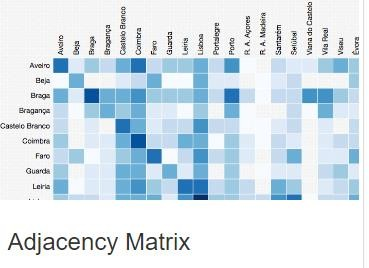 Aveiro
Beja
Braga
Bragança
Castelo Branco
Coimbra
Faro
Guarda
Leiria
Lisboa
Portalegre
Porto
R. A. Açores
R. A. Madeira
Santarém
Setúbal
Viana do Castelo
Vila Real
Viseu
Évora
Aveiro
Beja
Braga
Bragança
Castelo Branco
Coimbra
Faro
Guarda
Leiria
Adjacency Matrix